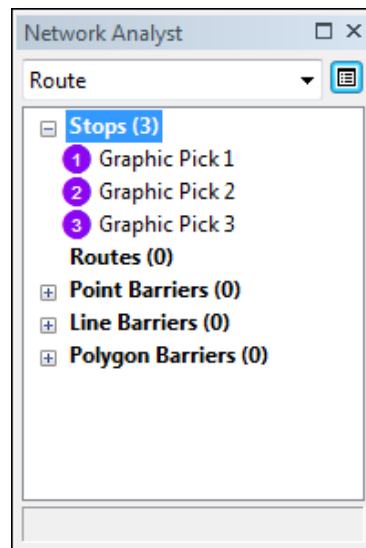 Network Analyst
Route
Stops (3)
1 Graphic Pick 1
2 Graphic Pick 2
3 Graphic Pick 3
Routes (0)
Point Barriers (0)
Line Barriers (0)
Polygon Barriers (0)